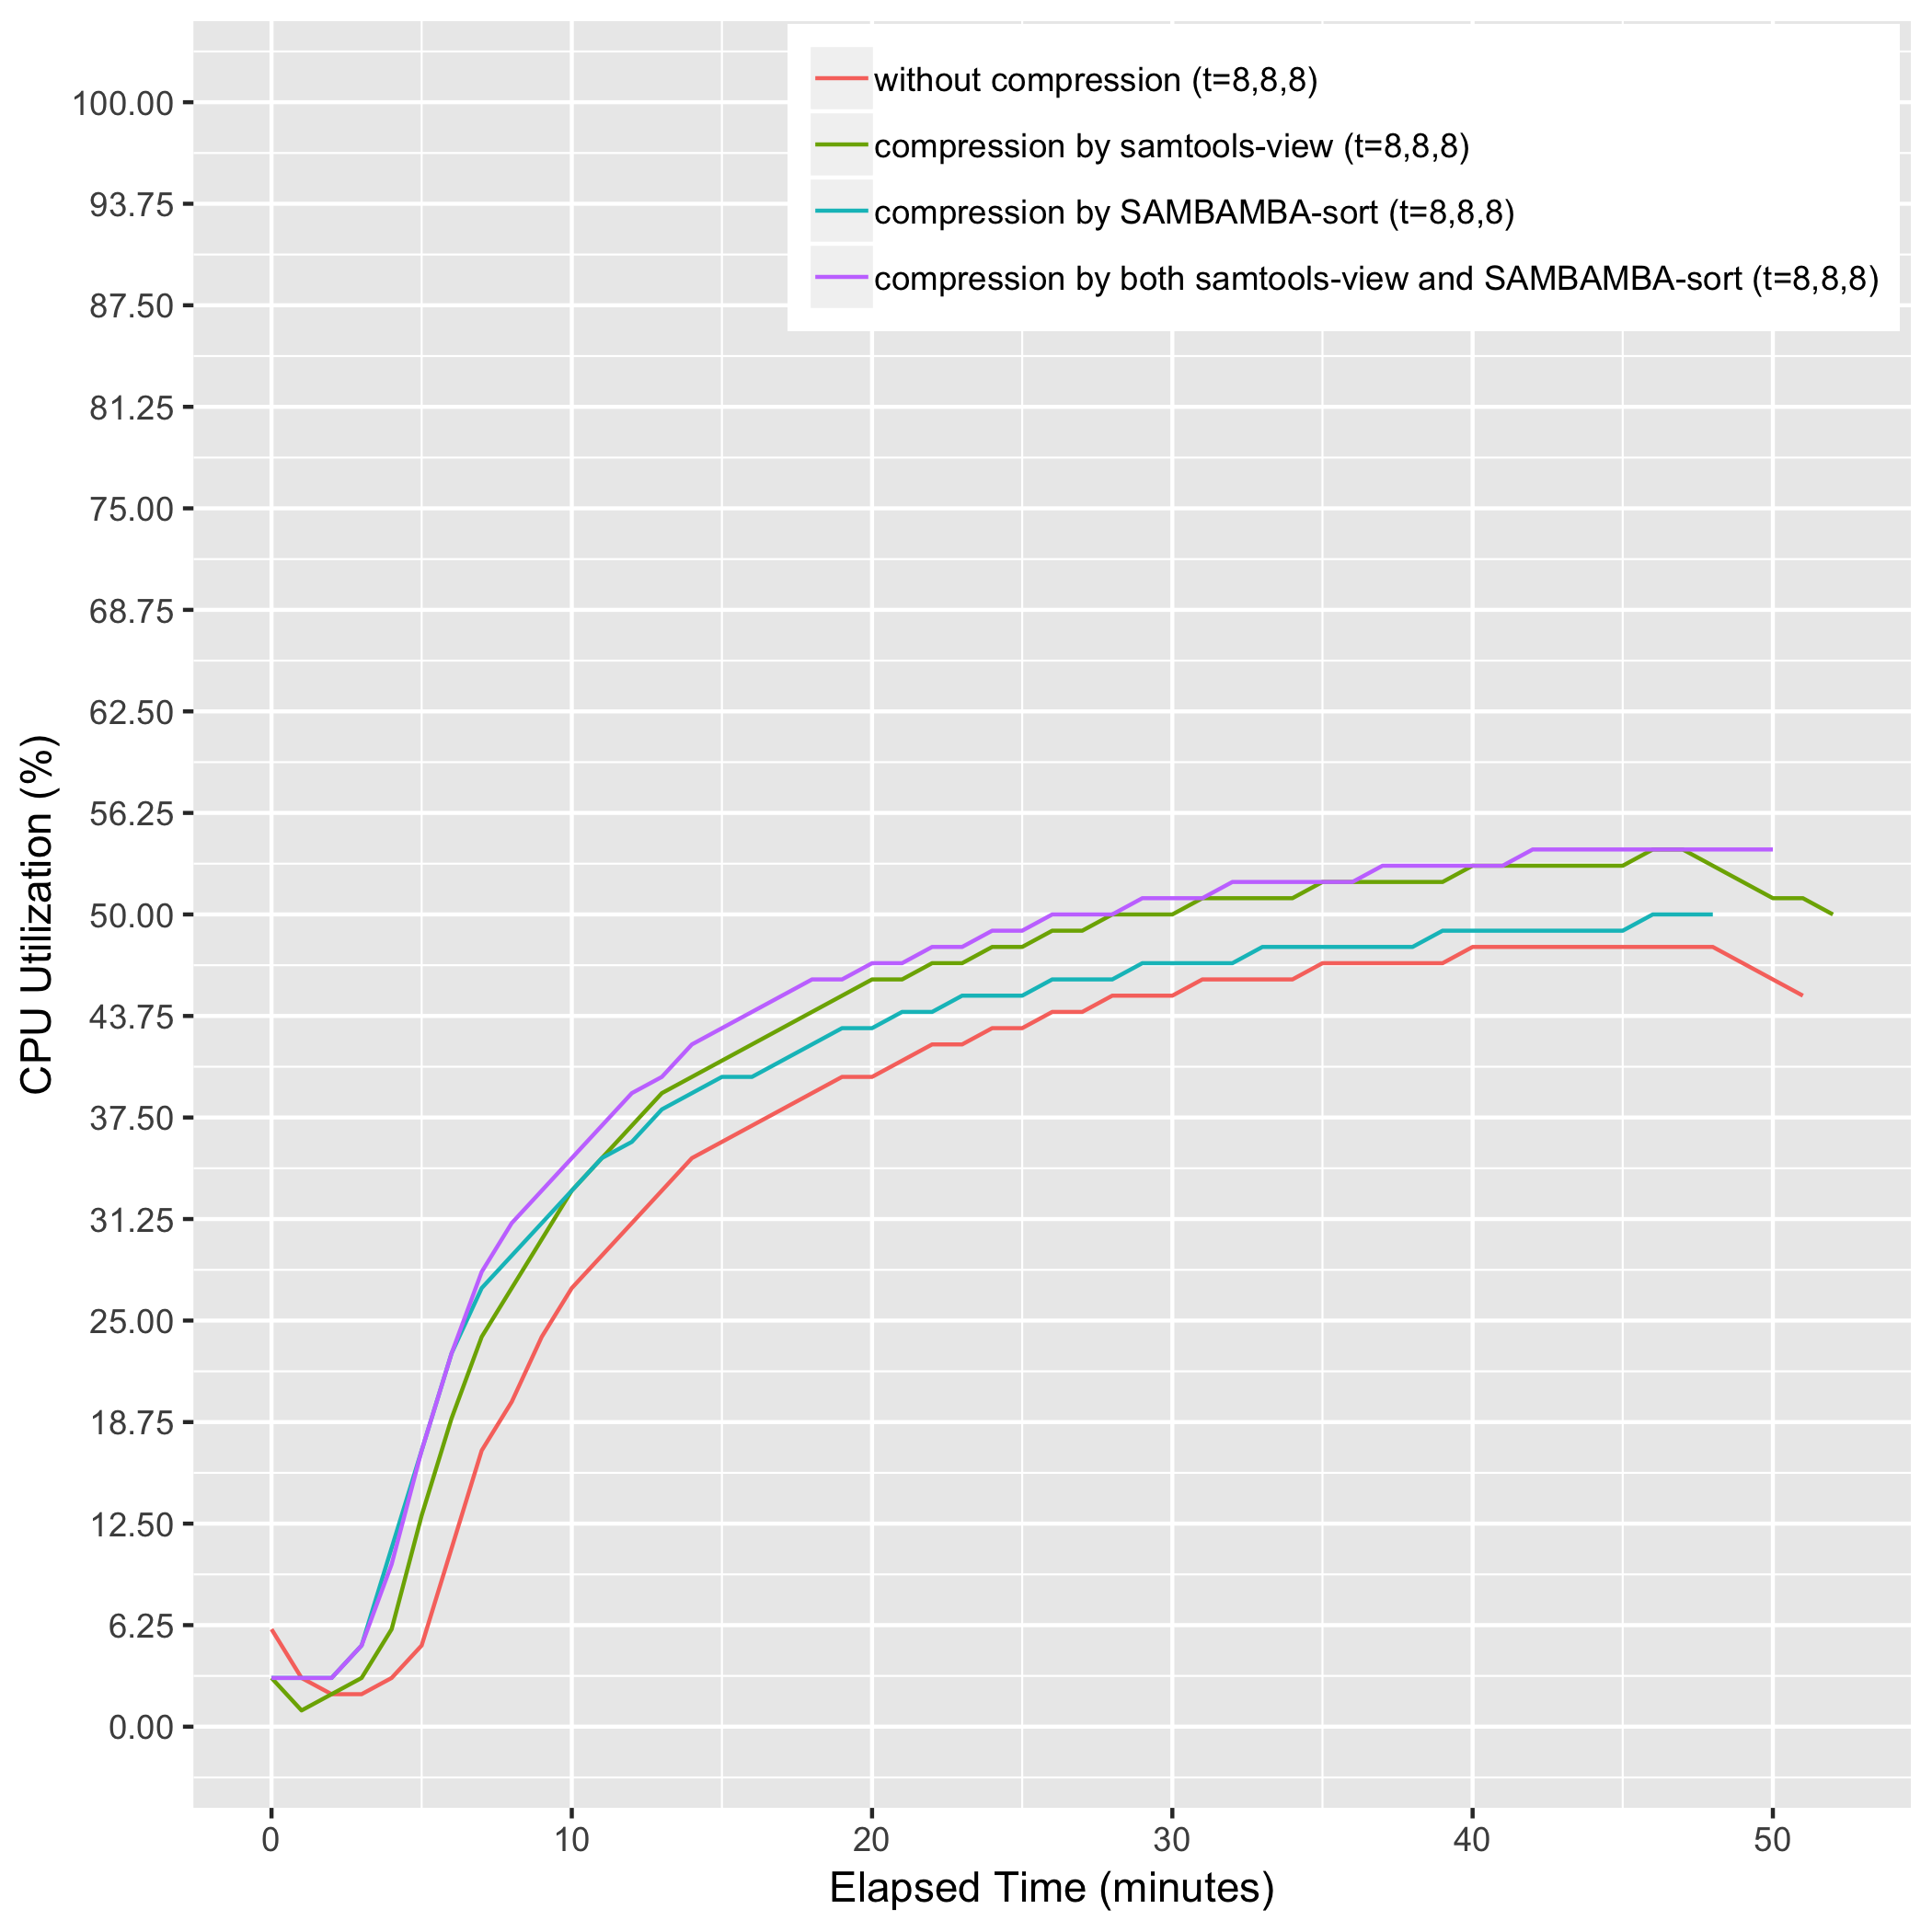 without compression (t=8,8,8)
compression by samtools-view (t=8,8,8)
compression by SAMBAMBA-sort (t=8,8,8)
compression by both samtools-view and SAMBAMBA-sort (t=8,8,8)
100.00
93.75
87.50
81.25
75.00
68.75
62.50
56.25
50.00
43.75
37.50
31.25
25.00
18.75
12.50
6.25
0.00
CPU Utilization (%)
0 10 20 30 40 50
Elapsed Time (minutes)